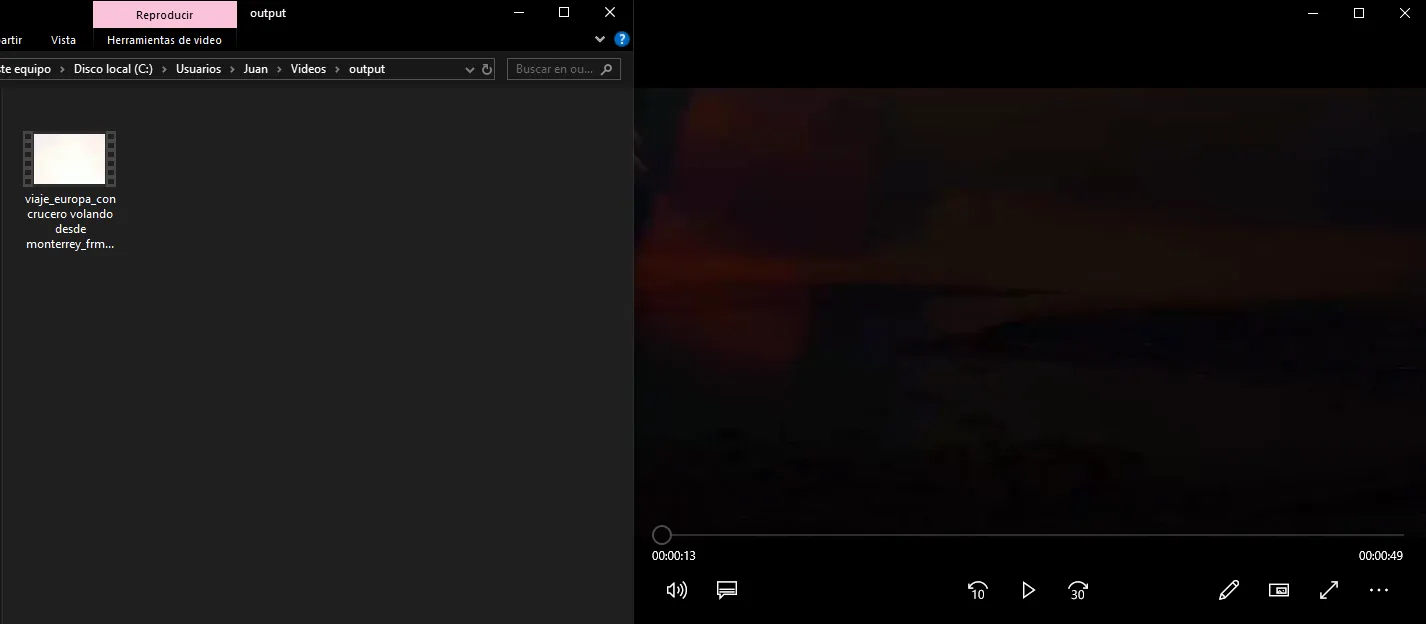 Reproducir
output
artir
Vista
Herramientas de video
?
te equipo > Disco local (C:) > Usuarios > Juan > Videos > output
Buscar en ou...
viaje_europa_con
crucero volando
desde
monterrey_frm...
00:00:13
00:00:49
10
30